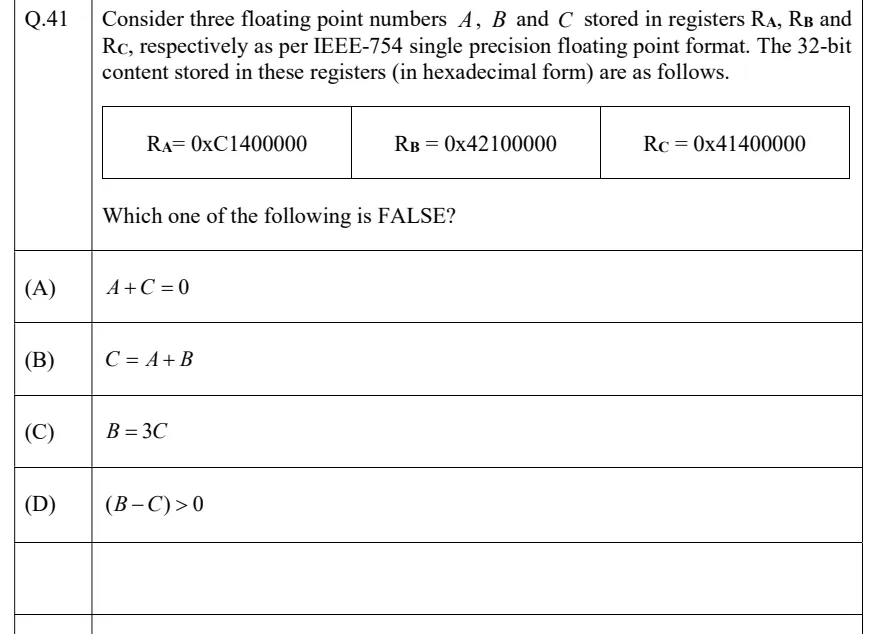 Q.41 Consider three floating point numbers A, B and C stored in registers RA, RB and
RC, respectively as per IEEE-754 single precision floating point format. The 32-bit
content stored in these registers (in hexadecimal form) are as follows.
RA= 0xC1400000 RB = 0x42100000 RC = 0x41400000
Which one of the following is FALSE?
(A) A + C = 0
(B) C = A + B
(C) B = 3C
(D) (B − C) > 0